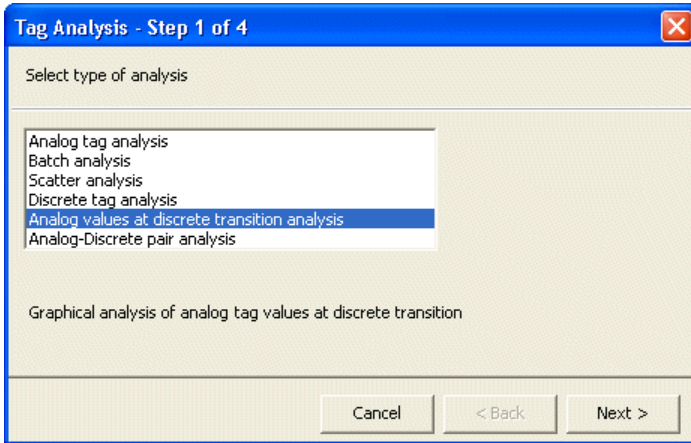 Tag Analysis - Step 1 of 4
Select type of analysis
Analog tag analysis
Batch analysis
Scatter analysis
Discrete tag analysis
Analog values at discrete transition analysis
Analog-Discrete pair analysis
Graphical analysis of analog tag values at discrete transition
Cancel < Back Next >